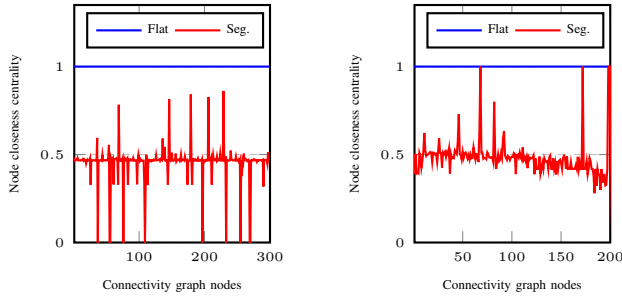 Flat Seg.
Node closeness centrality
1
0.5
0
100 200 300
Connectivity graph nodes
Flat Seg.
Node closeness centrality
1
0.5
0
50 100 150 200
Connectivity graph nodes